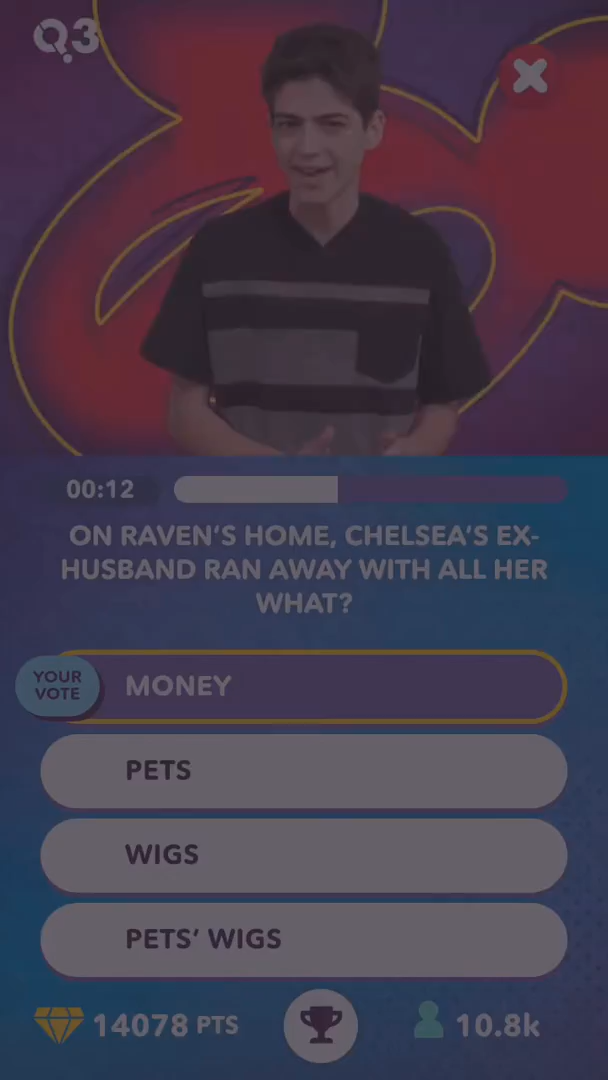 Q.3
00:12
ON RAVEN'S HOME, CHELSEA'S EX-
HUSBAND RAN AWAY WITH ALL HER
WHAT?
YOUR
VOTE
MONEY
PETS
WIGS
PETS' WIGS
14078 PTS
10.8k